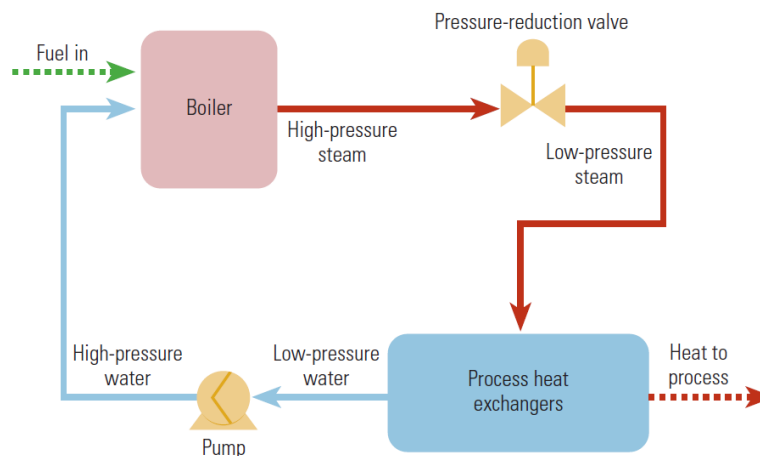 Pressure-reduction valve
Fuel in
Boiler
High-pressure
steam
Low-pressure
steam
High-pressure
water
Low-pressure
water
Process heat
exchangers
Heat to
process
Pump